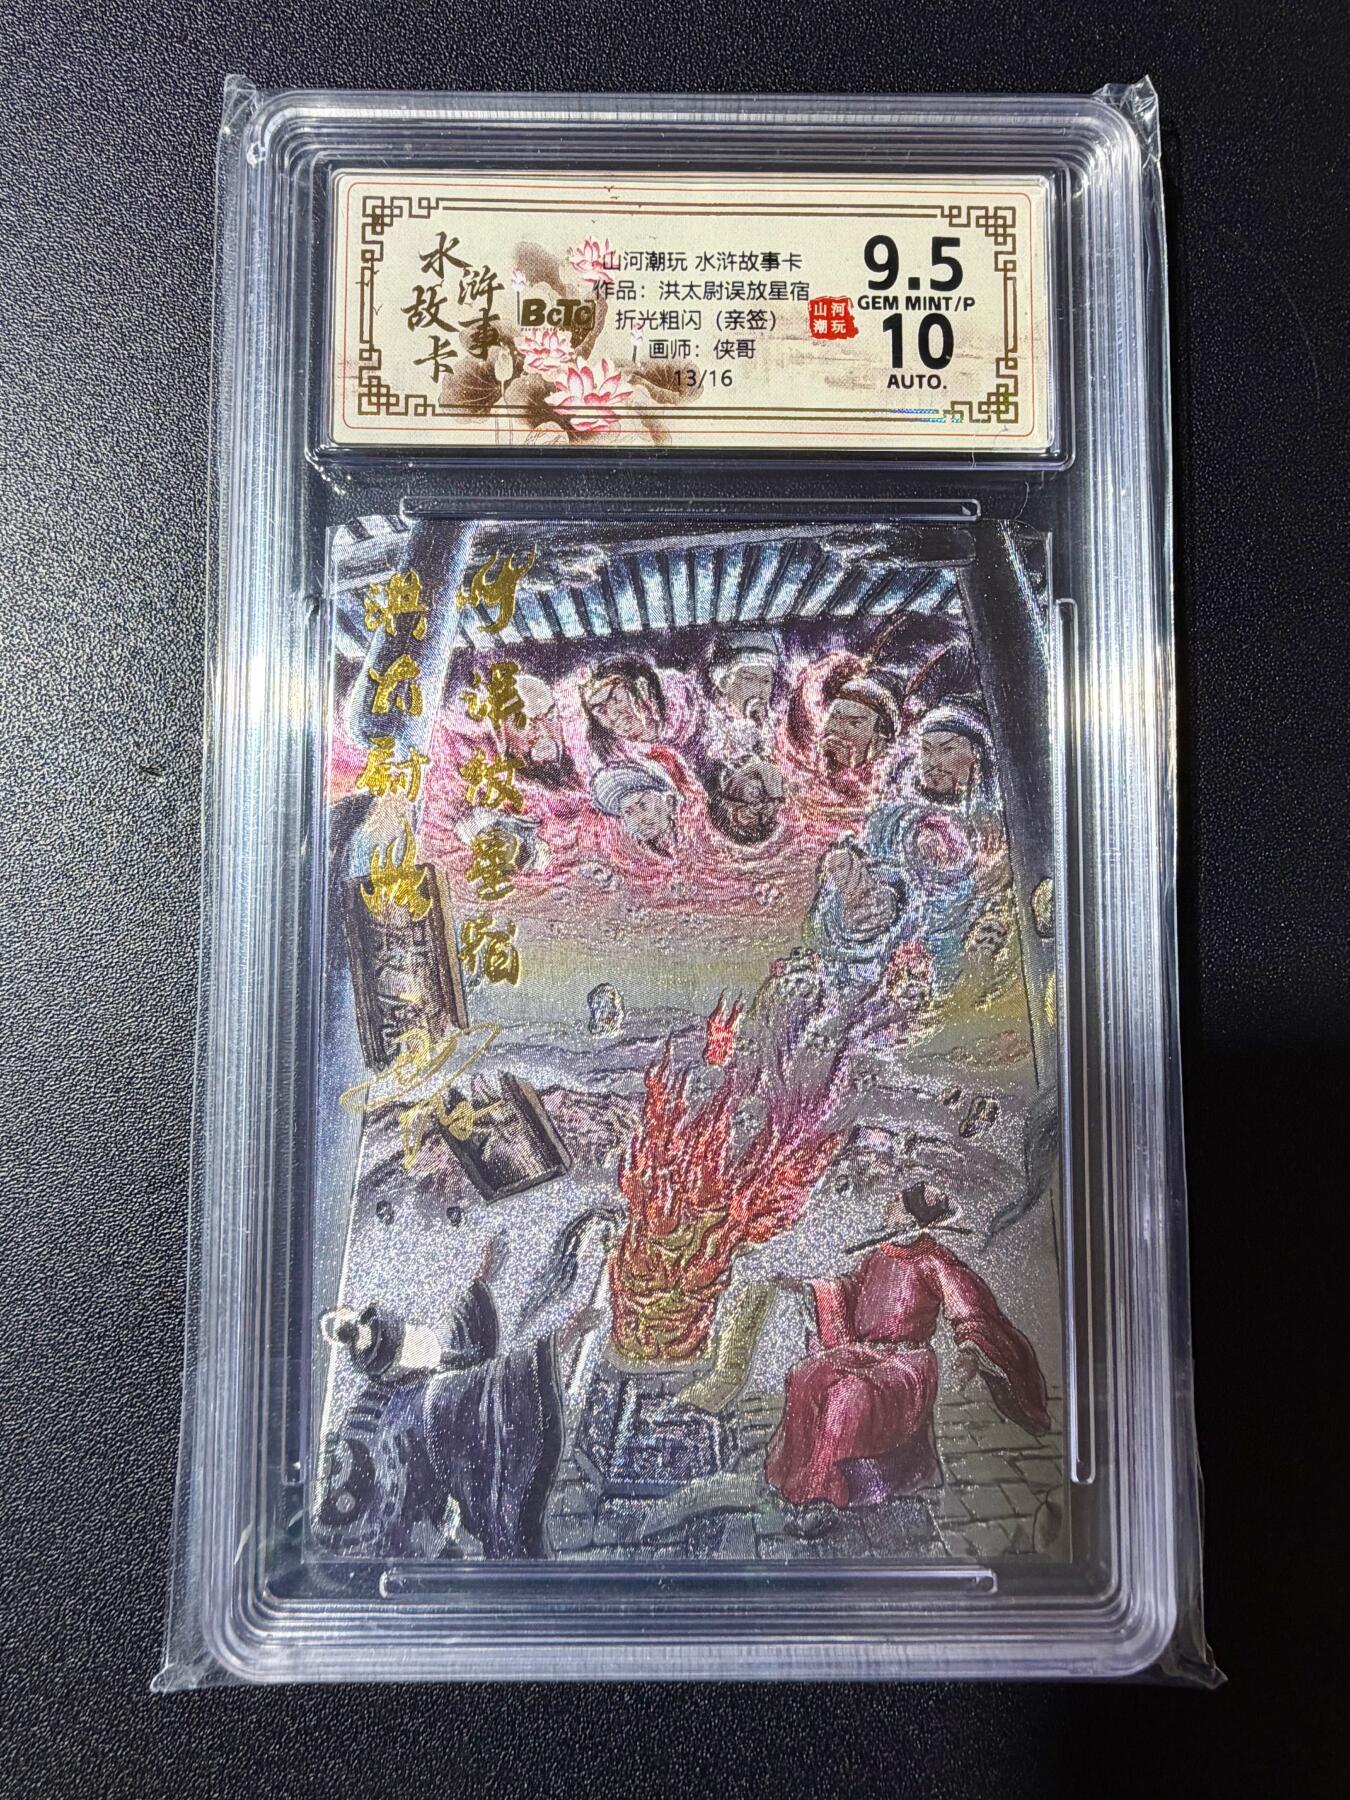 水浒
故事卡
BCTC
山河潮玩 水浒故事卡
作品：洪太尉误放星宿
折光粗闪（亲签）
画师：侠哥
13/16
山河
潮玩
9.5
GEM MINT/P
10
AUTO.
洪太尉
误放星宿